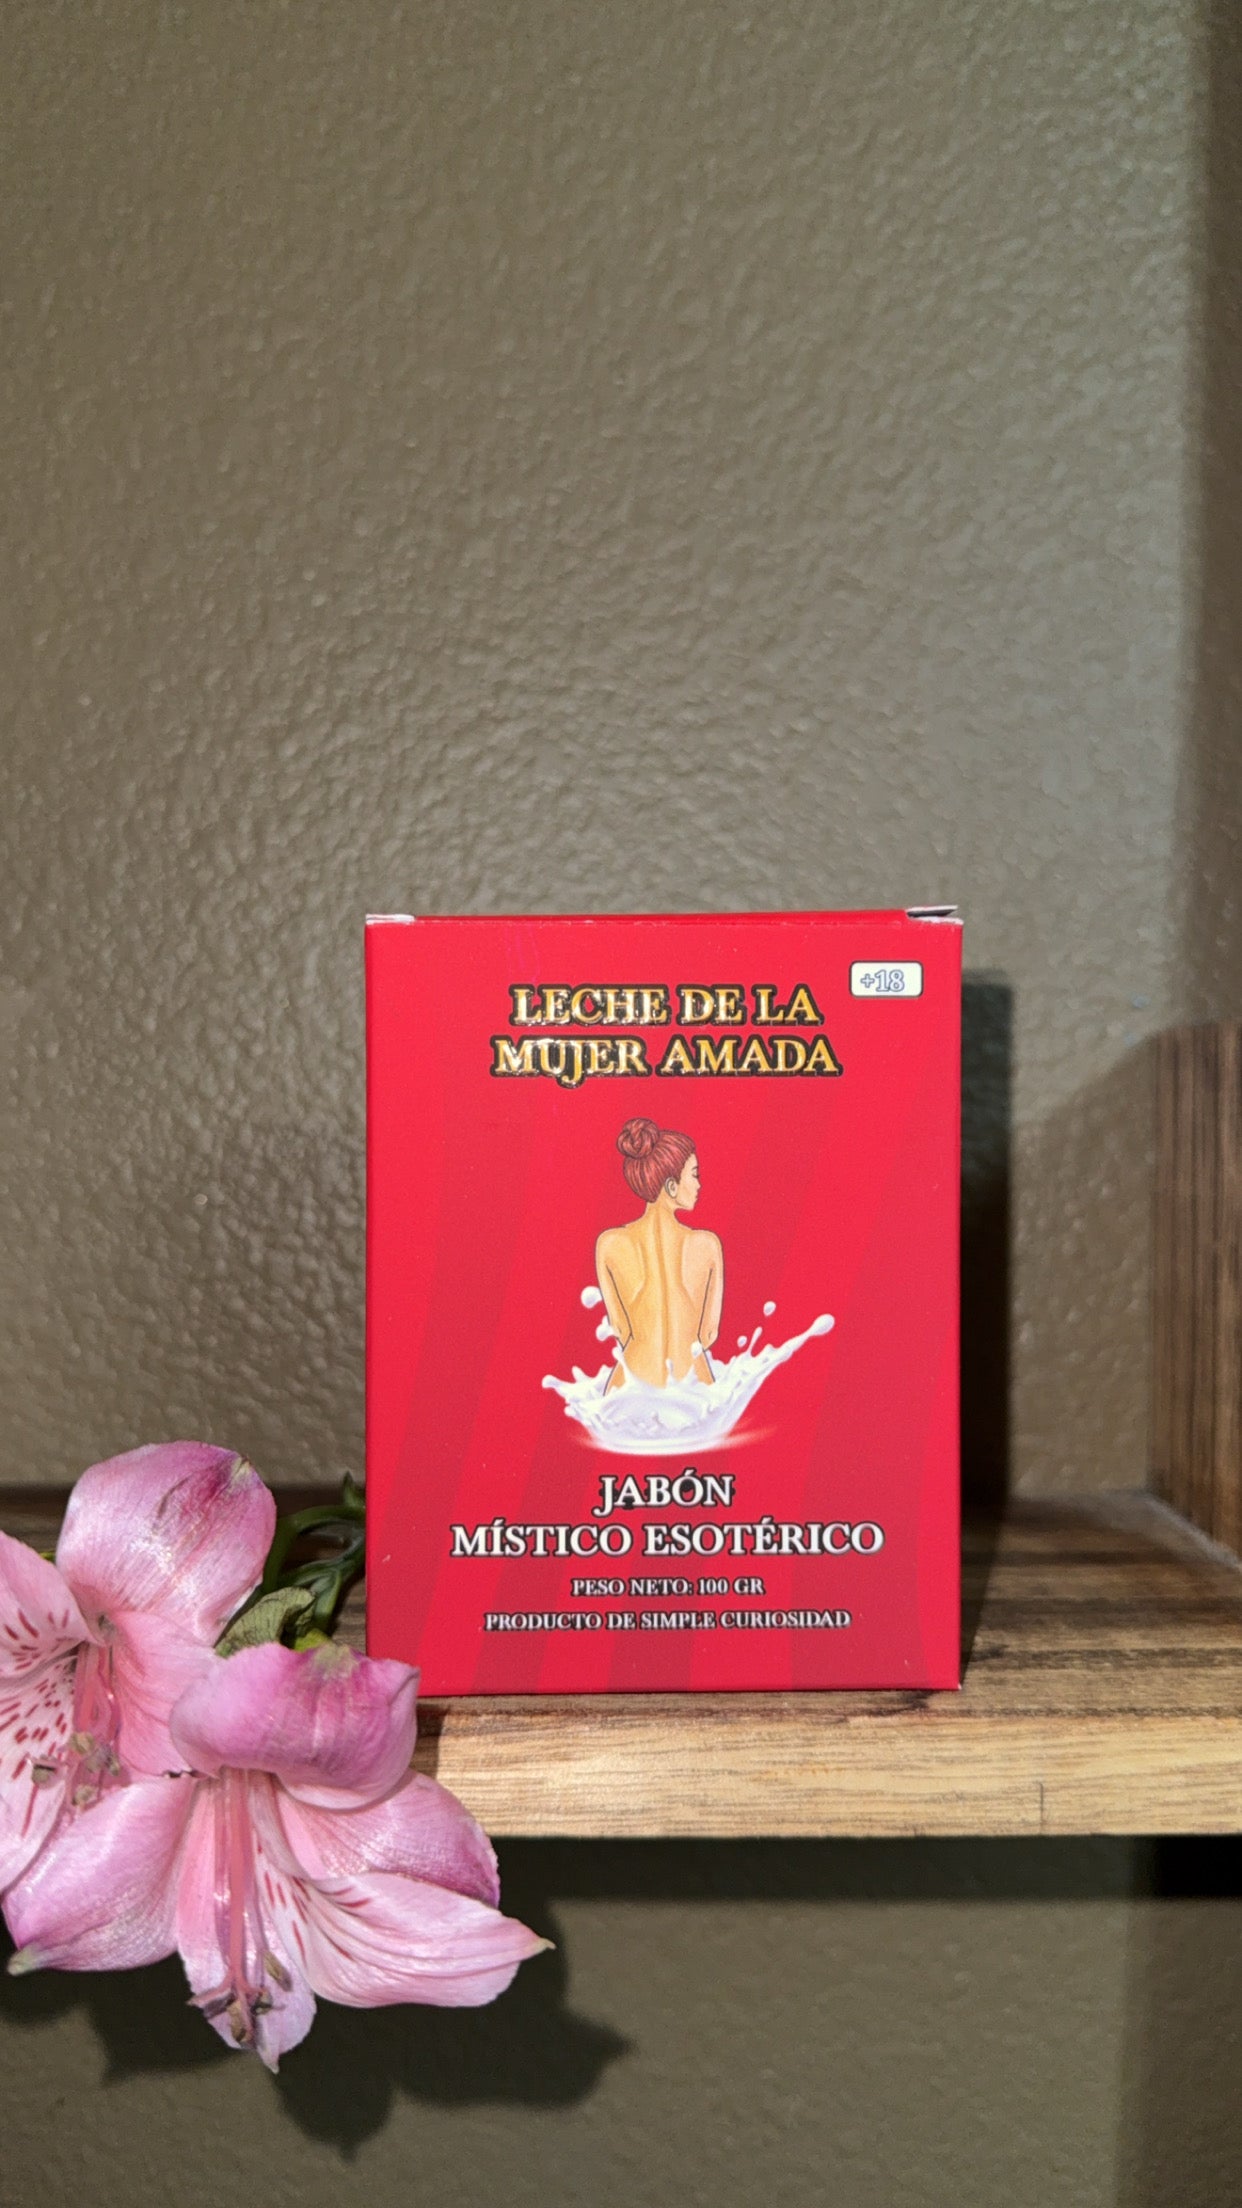 +18
LECHE DE LA
MUJER AMADA
JABÓN
MÍSTICO ESOTÉRICO
PESO NETO: 100 GR
PRODUCTO DE SIMPLE CURIOSIDAD